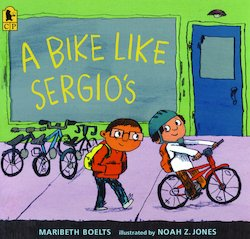 A BIKE LIKE
SERGIO'S
MARIBETH BOELTS illustrated by NOAH Z. JONES